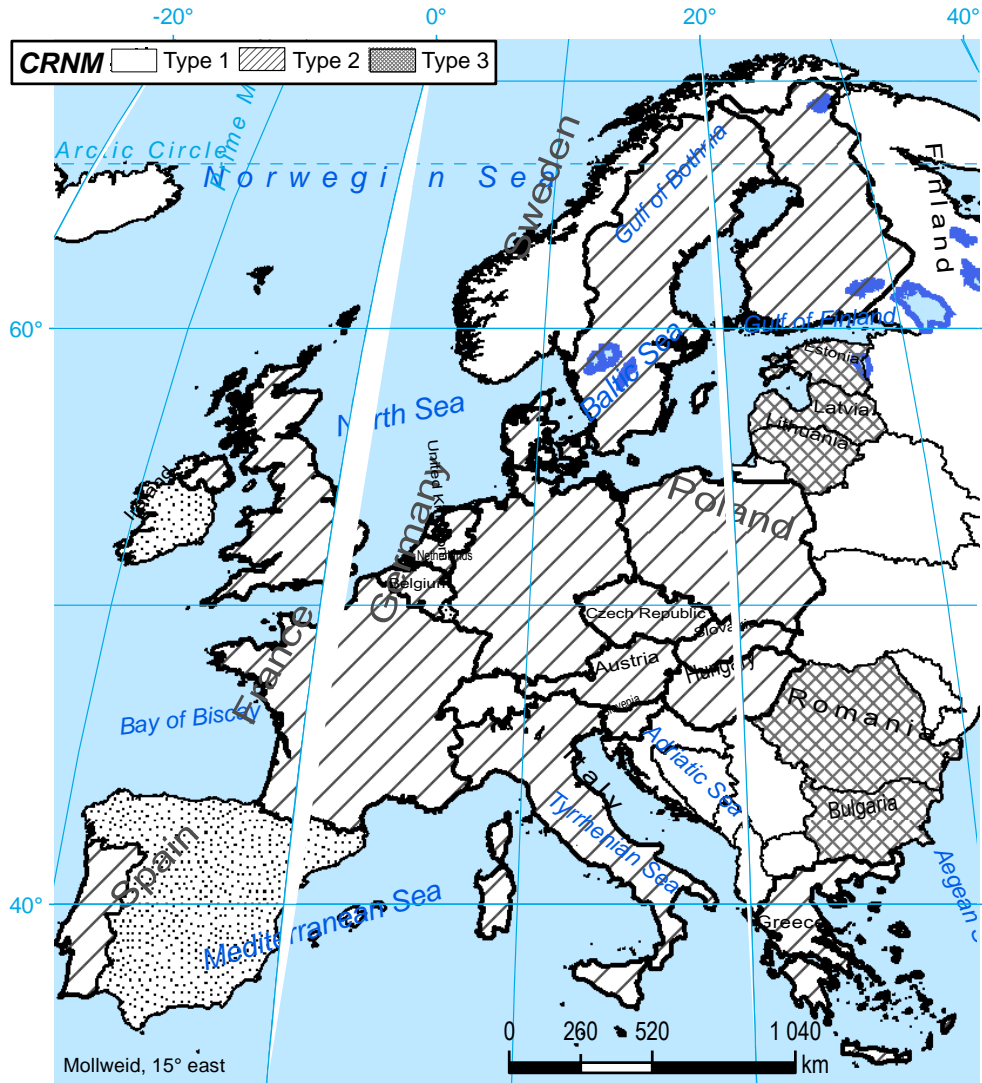 -20° 0° 20° 40°
CRNM Type 1 Type 2 Type 3
Arctic Circle
Norwegi n Se
Sweden
Gulf of Bothnia
Finland
60°
Gulf of Finland
Baltic Sea
Estonia
Latvia
Lithuania
North Sea
Ireland
Germany
Netherlands
Belgium
Poland
France
Czech Republic
Austria
Hungary
Romania
Bay of Biscay
Adriatic Sea
Italy
Tyrrhenian Sea
Bulgaria
Spain
40°
Mediterranean Sea
Greece
Aegean
0 260 520 1 040
km
Mollweid, 15° east